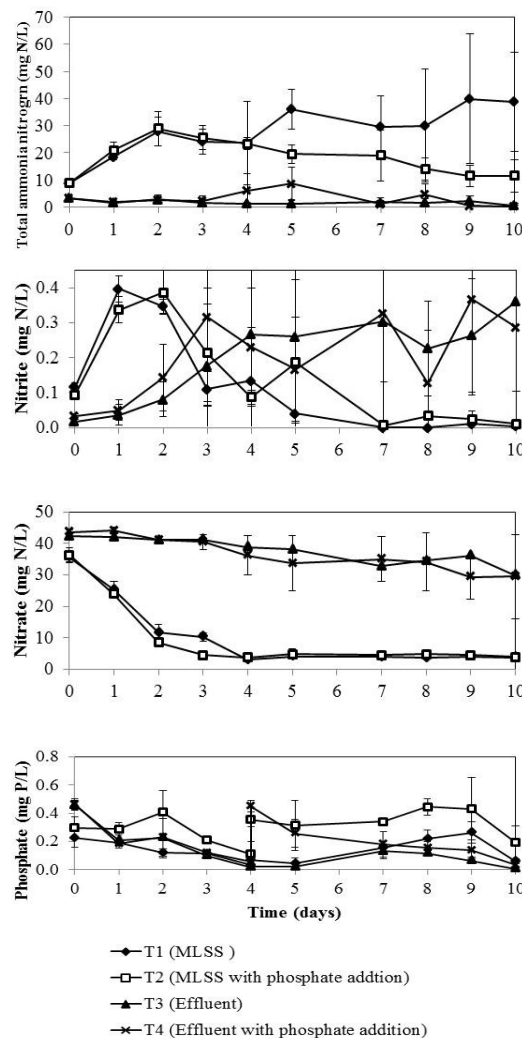 Total ammonia nitrogrn (mg N/L)
70
60
50
40
30
20
10
0
0 1 2 3 4 5 6 7 8 9 10
Nitrite (mg N/L)
0.4
0.3
0.2
0.1
0.0
0 1 2 3 4 5 6 7 8 9 10
Nitrate (mg N/L)
50
40
30
20
10
0
0 1 2 3 4 5 6 7 8 9 10
Phosphate (mg P/L)
0.8
0.6
0.4
0.2
0.0
0 1 2 3 4 5 6 7 8 9 10
Time (days)
T1 (MLSS )
T2 (MLSS with phosphate addtion)
T3 (Effluent)
T4 (Effluent with phosphate addition)